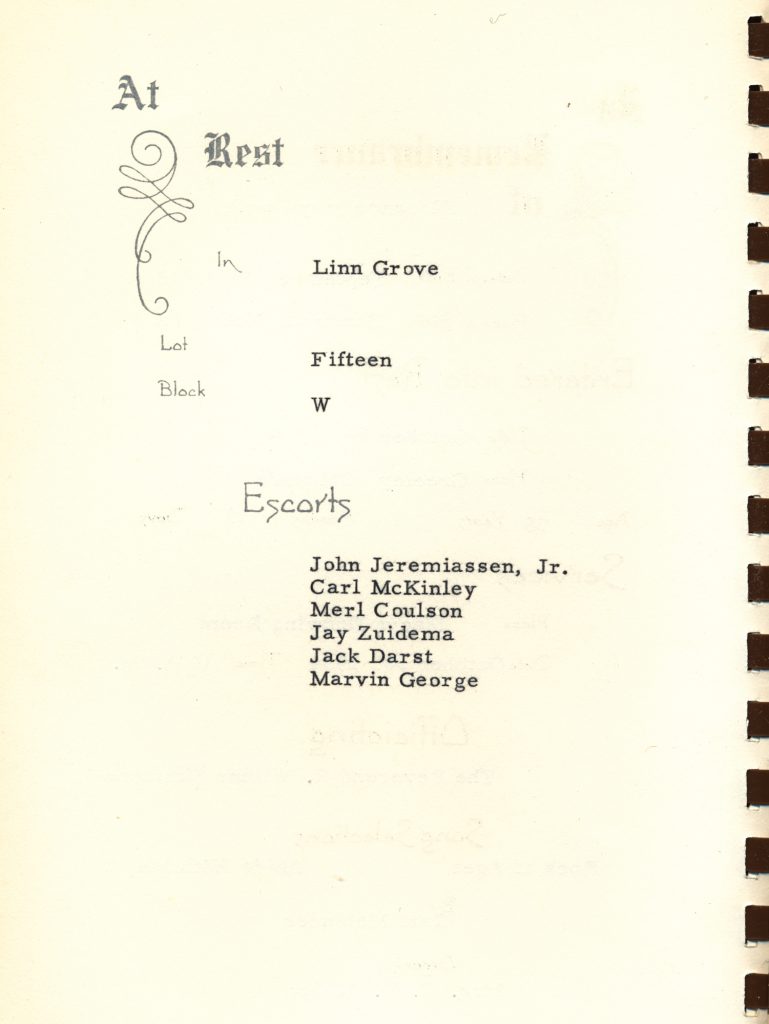 At
Rest
In Linn Grove
Lot Fifteen
Block W
Escorts
John Jeremiassen, Jr.
Carl McKinley
Merl Coulson
Jay Zuidema
Jack Darst
Marvin George